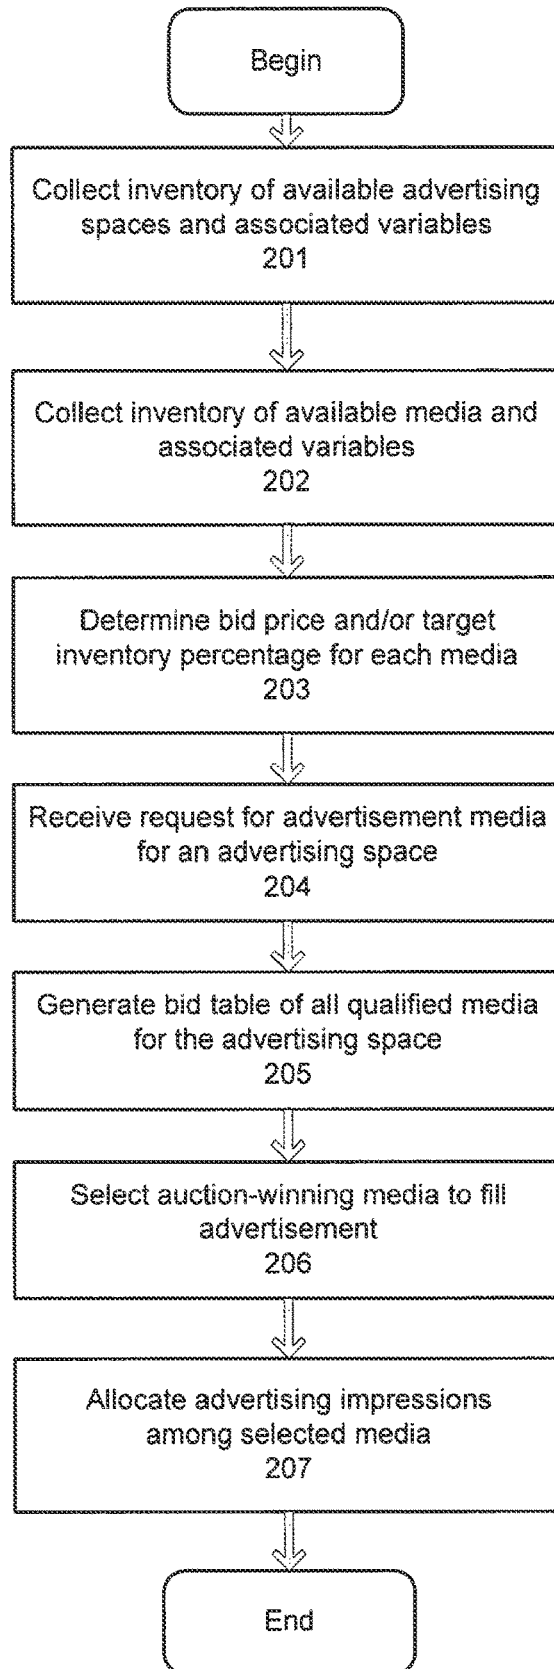 Begin
Collect inventory of available advertising
spaces and associated variables
201
Collect inventory of available media and
associated variables
202
Determine bid price and/or target
inventory percentage for each media
203
Receive request for advertisement media
for an advertising space
204
Generate bid table of all qualified media
for the advertising space
205
Select auction-winning media to fill
advertisement
206
Allocate advertising impressions
among selected media
207
End